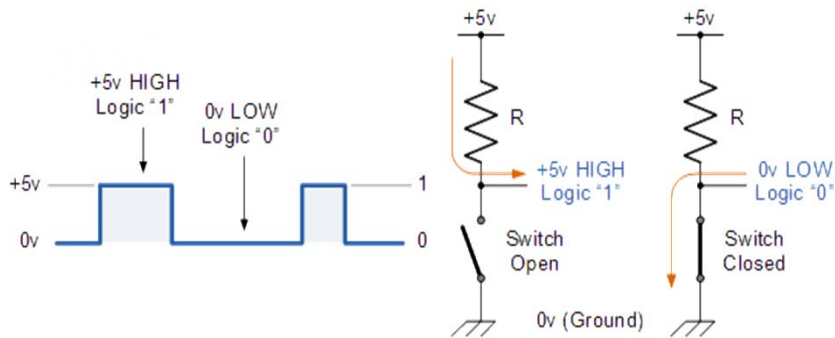 +5v HIGH
Logic "1"
0v LOW
Logic "0"
+5v
0v
1
0
+5v
R
+5v HIGH
Logic "1"
Switch
Open
0v (Ground)
+5v
R
0v LOW
Logic "0"
Switch
Closed